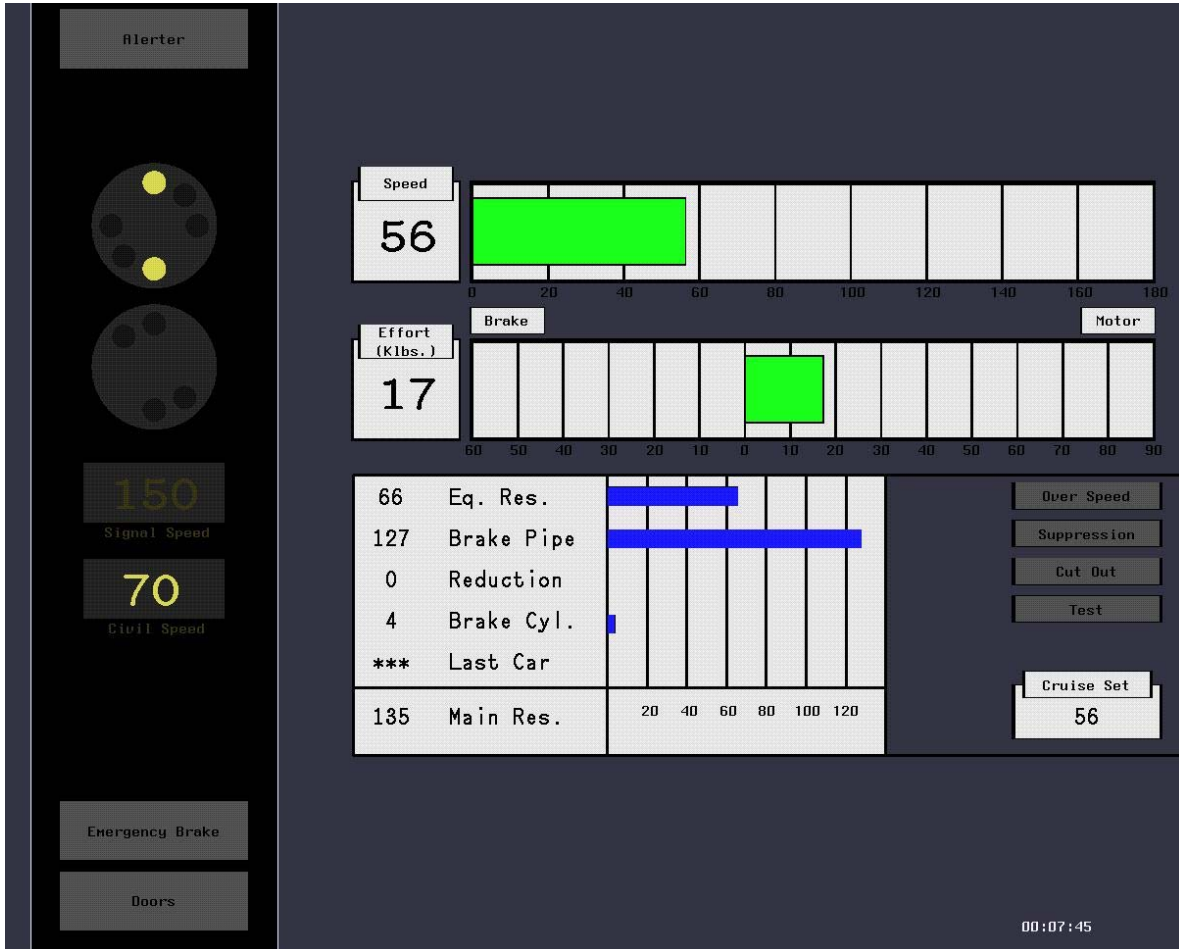 Alerter
150
Signal Speed
70
Civil Speed
Emergency Brake
Doors
Speed
56
0 20 40 60 80 100 120 140 160 180
Brake
Motor
Effort
(Klbs.)
17
60 50 40 30 20 10 0 10 20 30 40 50 60 70 80 90
66 Eq. Res.
127 Brake Pipe
0 Reduction
4 Brake Cyl.
*** Last Car
135 Main Res.
20 40 60 80 100 120
Over Speed
Suppression
Cut Out
Test
Cruise Set
56
00:07:45